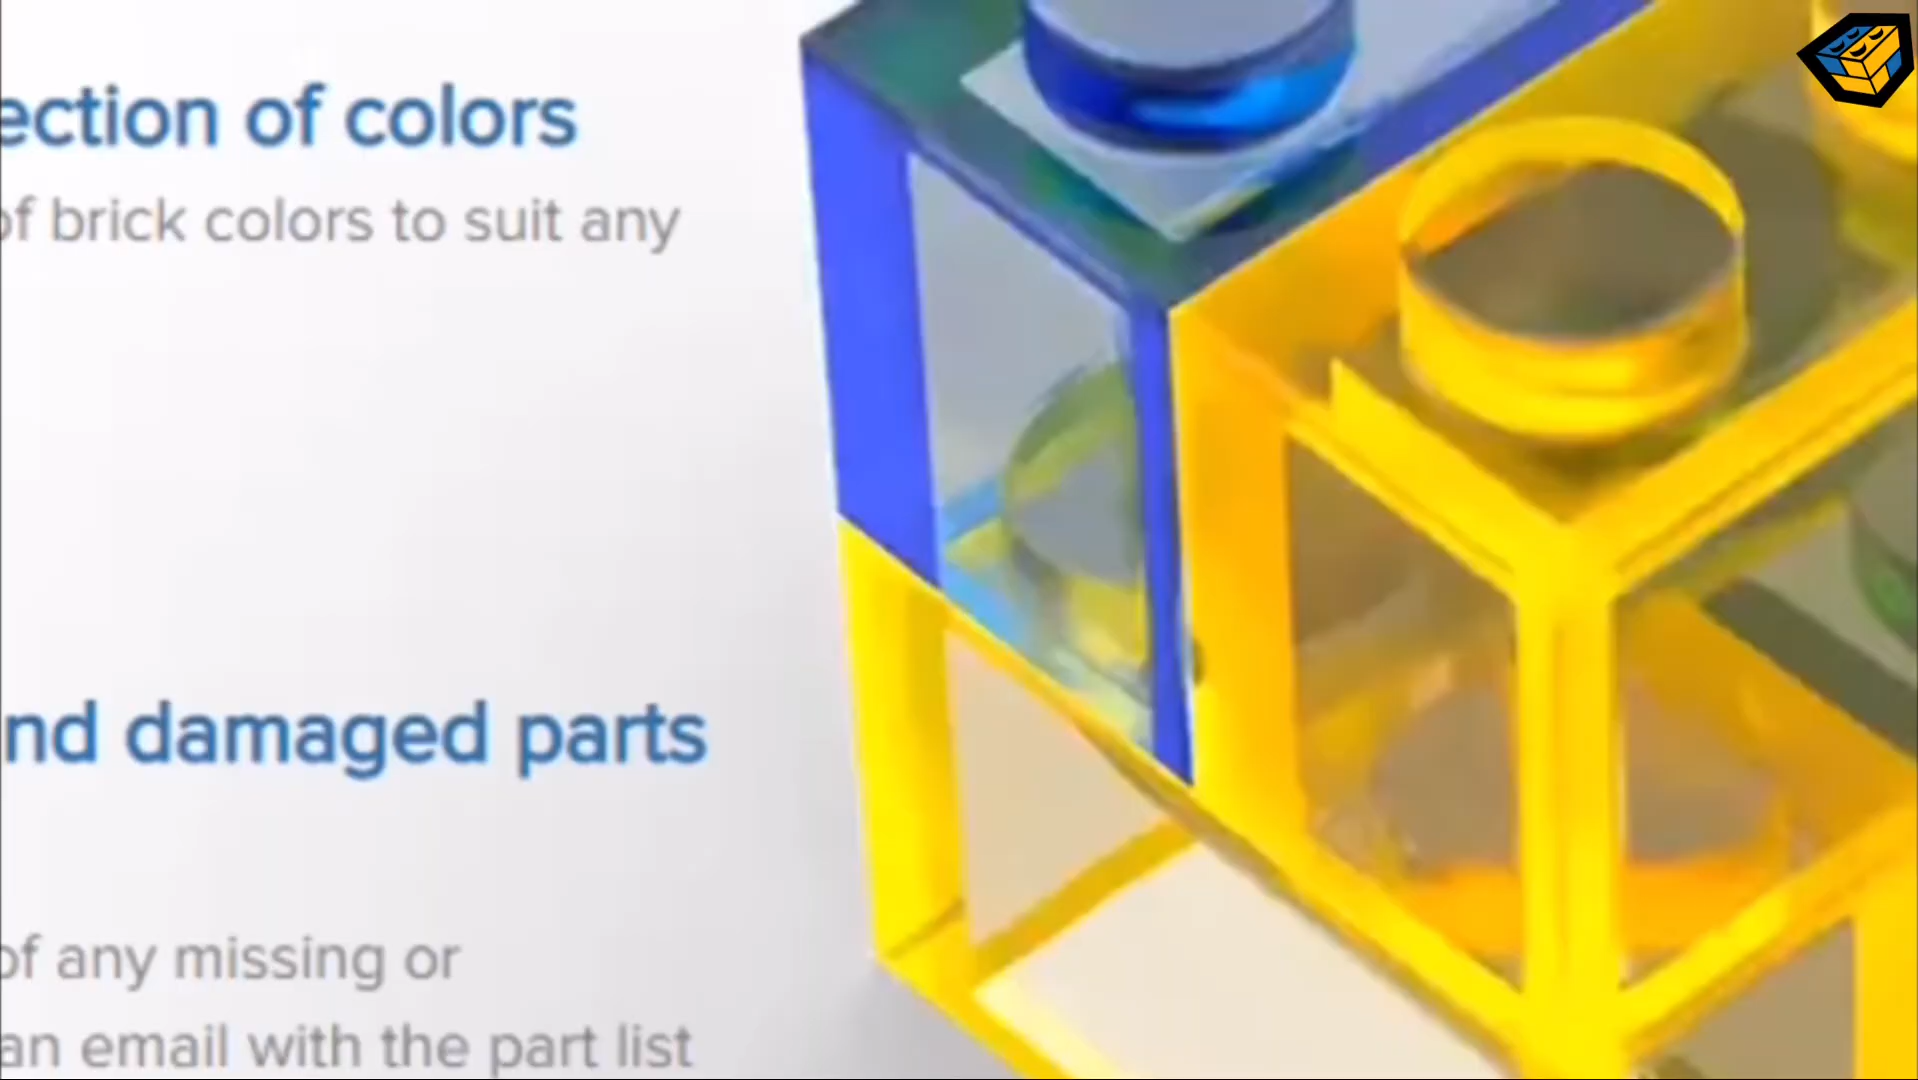 ection of colors
of brick colors to suit any
nd damaged parts
of any missing or
an email with the part list